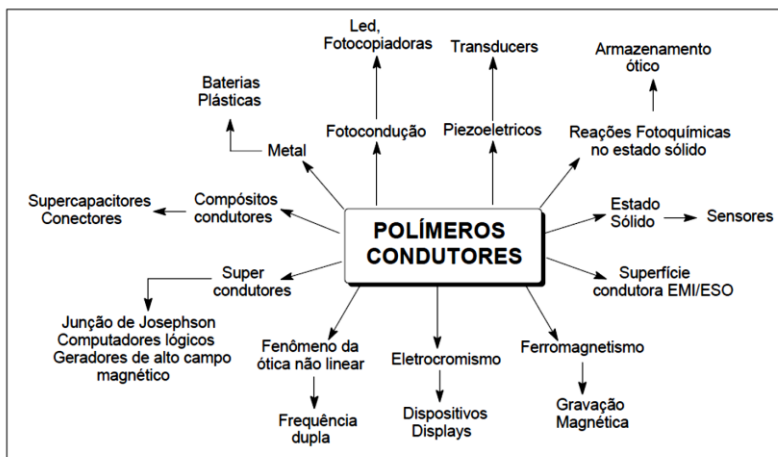 Led,
Fotocopiadoras
Transducers
Armazenamento
ótico
Baterias
Plásticas
Fotocondução
Piezoeletricos
Reações Fotoquímicas
no estado sólido
Metal
Supercapacitores
Conectores
Compósitos
condutores
POLÍMEROS
CONDUTORES
Estado
Sólido
Sensores
Super
condutores
Superfície
condutora EMI/ESO
Junção de Josephson
Computadores lógicos
Geradores de alto campo
magnético
Fenômeno da
ótica não linear
Eletrocromismo
Ferromagnetismo
Frequência
dupla
Dispositivos
Displays
Gravação
Magnética